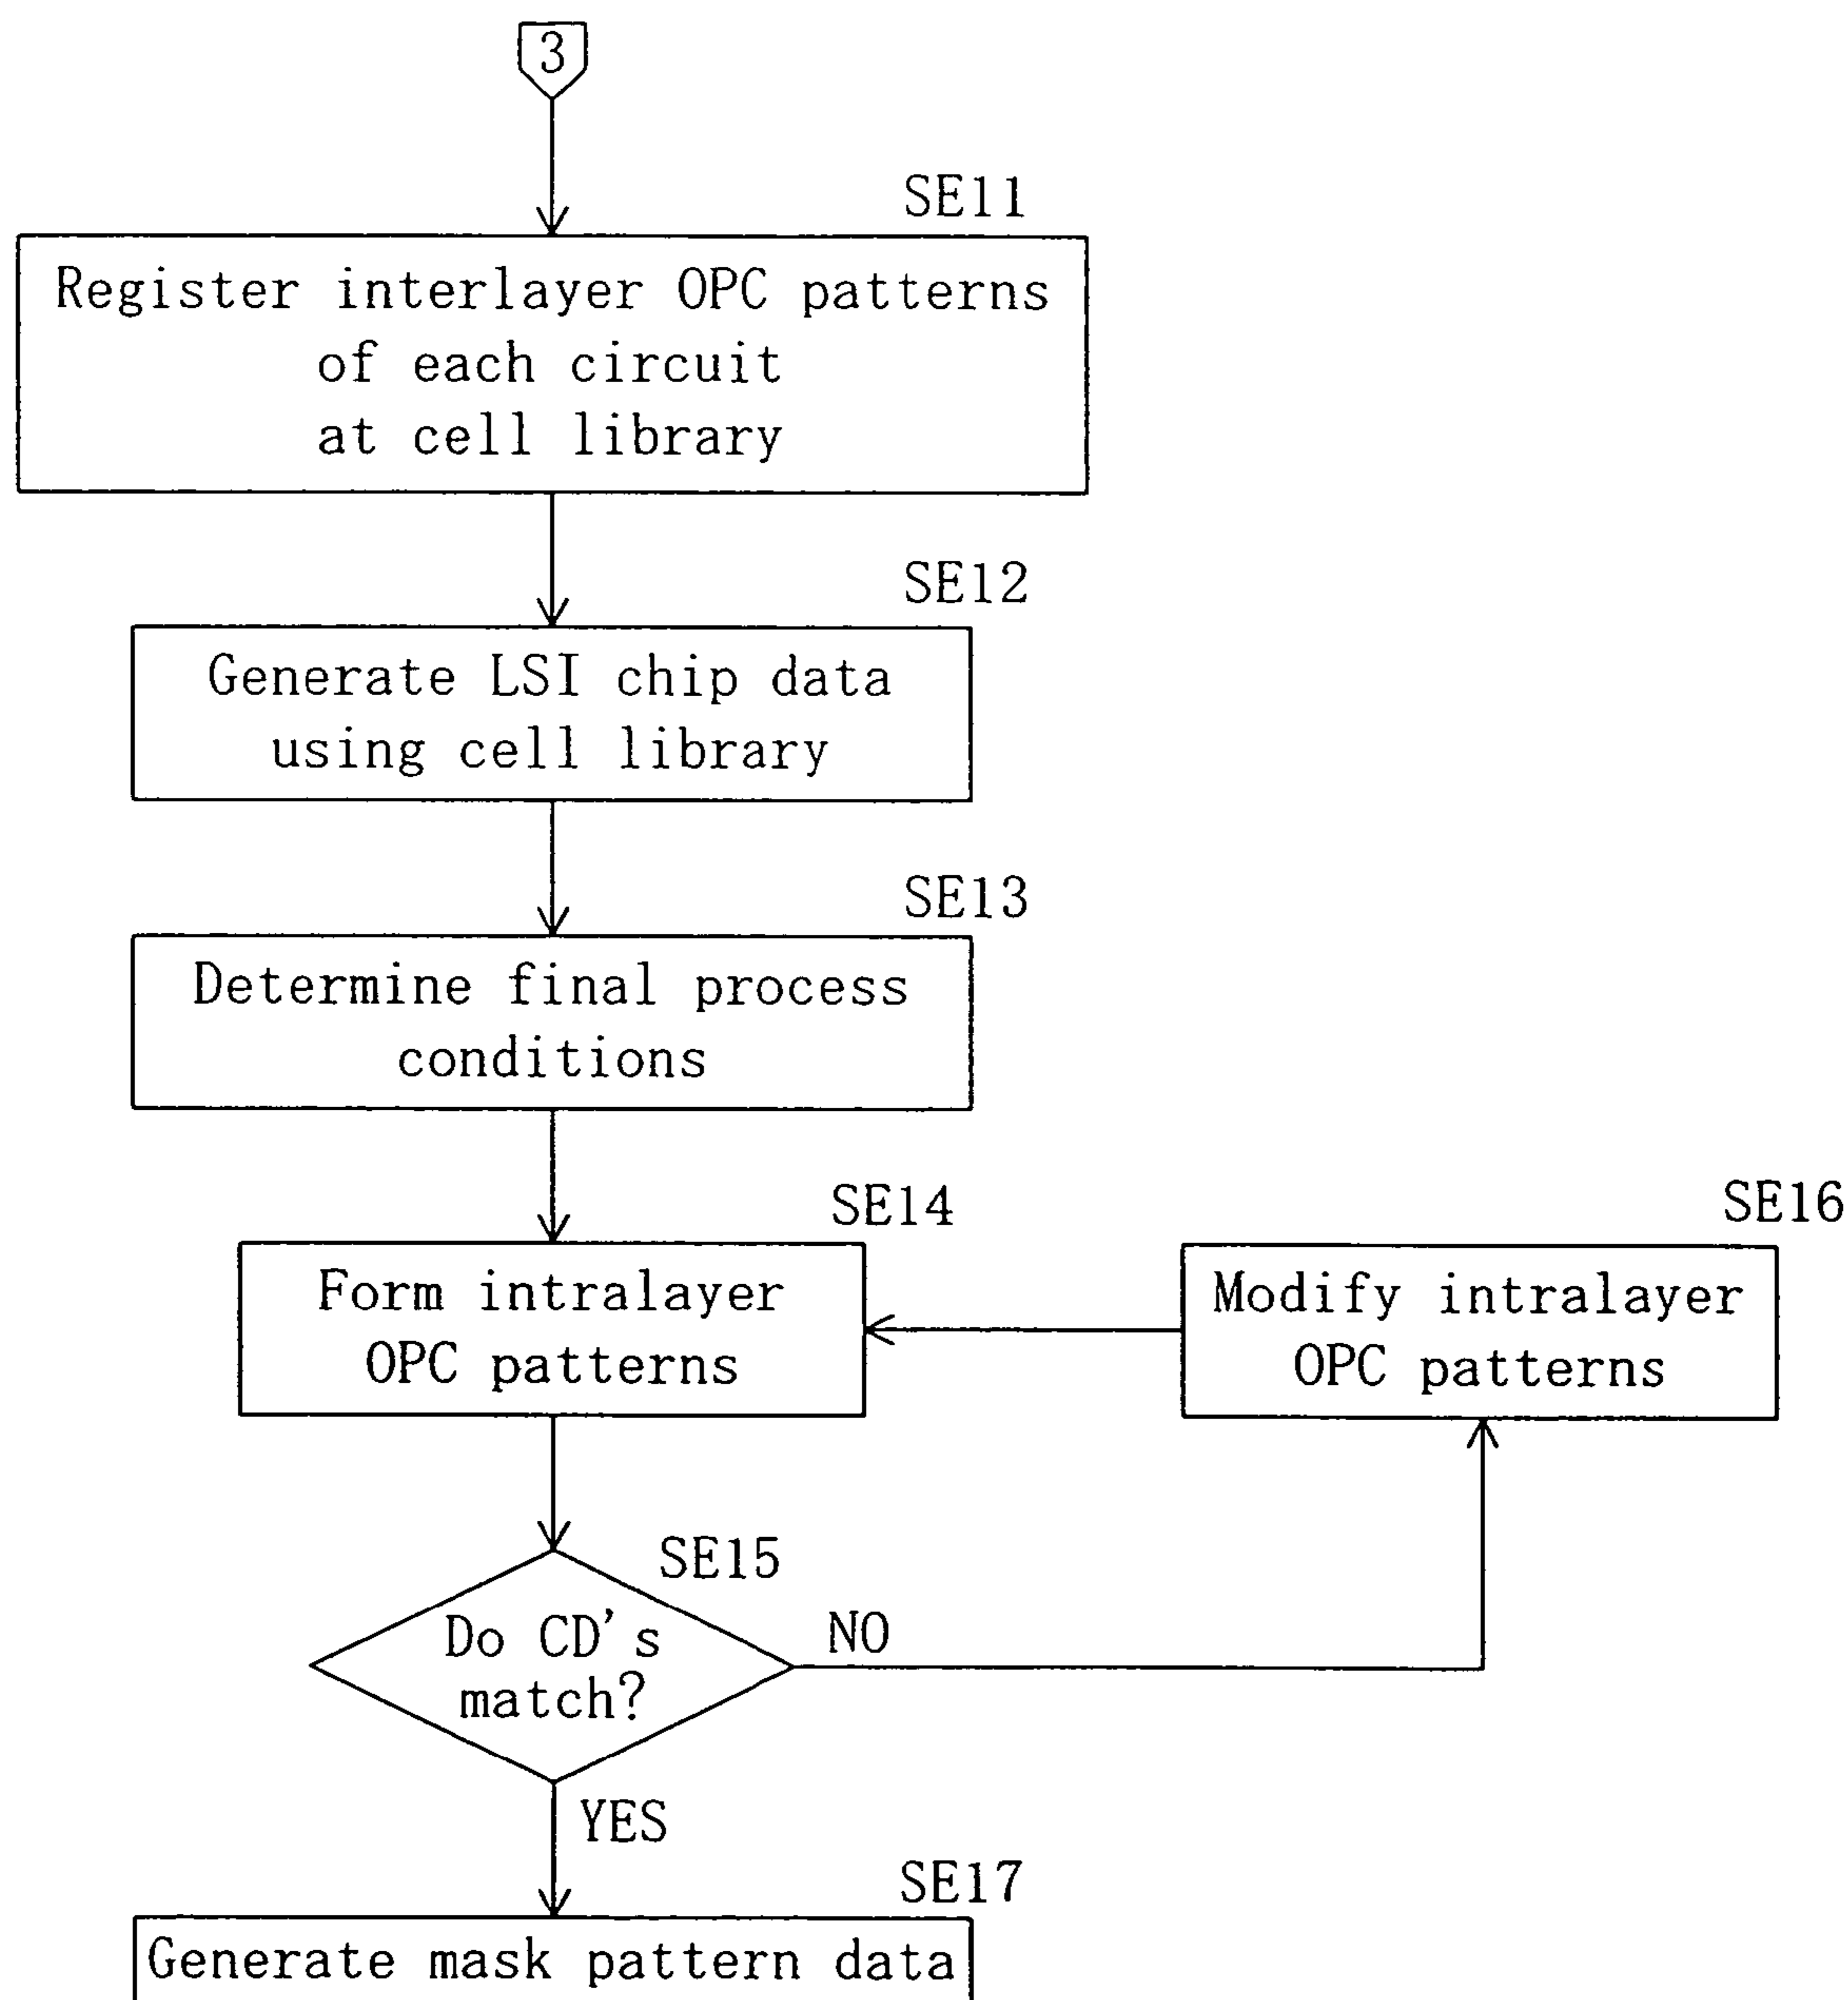 3
SE11
Register interlayer OPC patterns
of each circuit
at cell library
SE12
Generate LSI chip data
using cell library
SE13
Determine final process
conditions
SE14
Form intralayer
OPC patterns
SE16
Modify intralayer
OPC patterns
SE15
Do CD's
match?
NO
YES
SE17
Generate mask pattern data